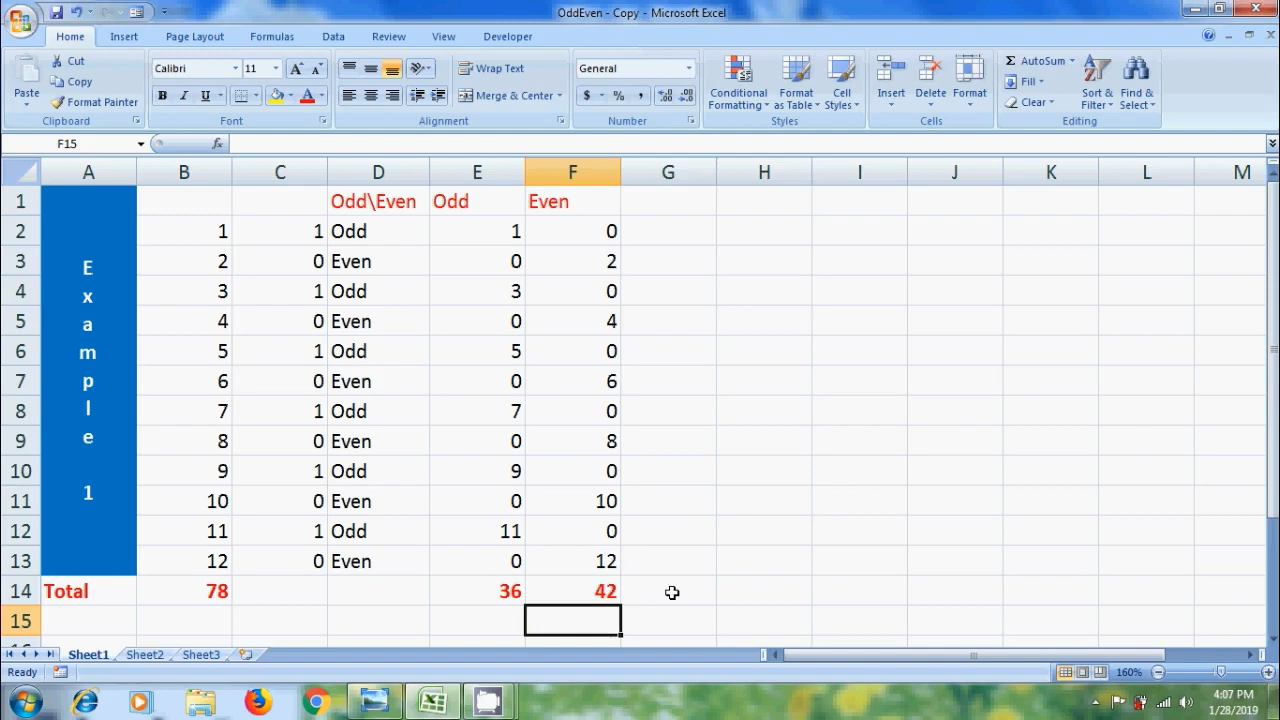 OddEven - Copy - Microsoft Excel
Home Insert Page Layout Formulas Data Review View Developer
Paste
Cut
Copy
Format Painter
Clipboard
Calibri 11
B I U
Font
Wrap Text
Merge & Center
Alignment
General
$ % ,
Number
Conditional Formatting
Format as Table
Cell Styles
Styles
Insert
Delete
Format
Cells
Σ AutoSum
Fill
Clear
Sort & Filter
Find & Select
Editing
F15 fx
A B C D E F G H I J K L M
1 Odd\Even Odd Even
2 1 1 Odd 1 0
3 2 0 Even 0 2
4 3 1 Odd 3 0
5 4 0 Even 0 4
6 5 1 Odd 5 0
7 6 0 Even 0 6
8 7 1 Odd 7 0
9 8 0 Even 0 8
10 9 1 Odd 9 0
11 10 0 Even 0 10
12 11 1 Odd 11 0
13 12 0 Even 0 12
E
x
a
m
p
l
e
1
14 Total 78 36 42
15
Sheet1 Sheet2 Sheet3
Ready 160%
4:07 PM
1/28/2019